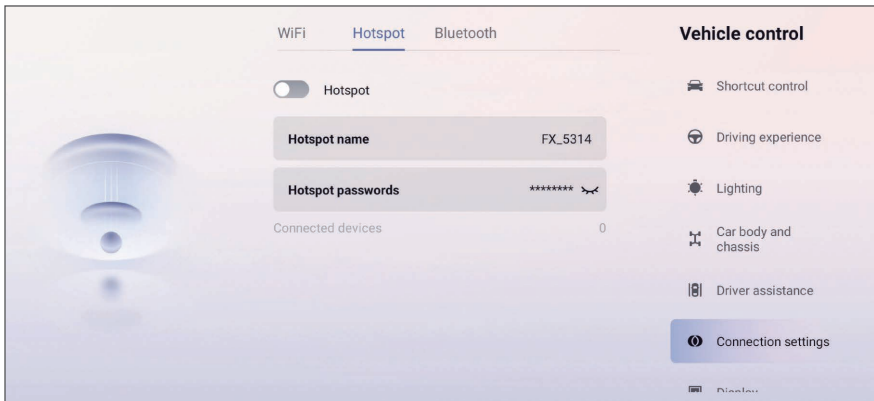 WiFi Hotspot Bluetooth
Hotspot
Hotspot name FX_5314
Hotspot passwords ********
Connected devices 0
Vehicle control
Shortcut control
Driving experience
Lighting
Car body and
chassis
Driver assistance
Connection settings
Display